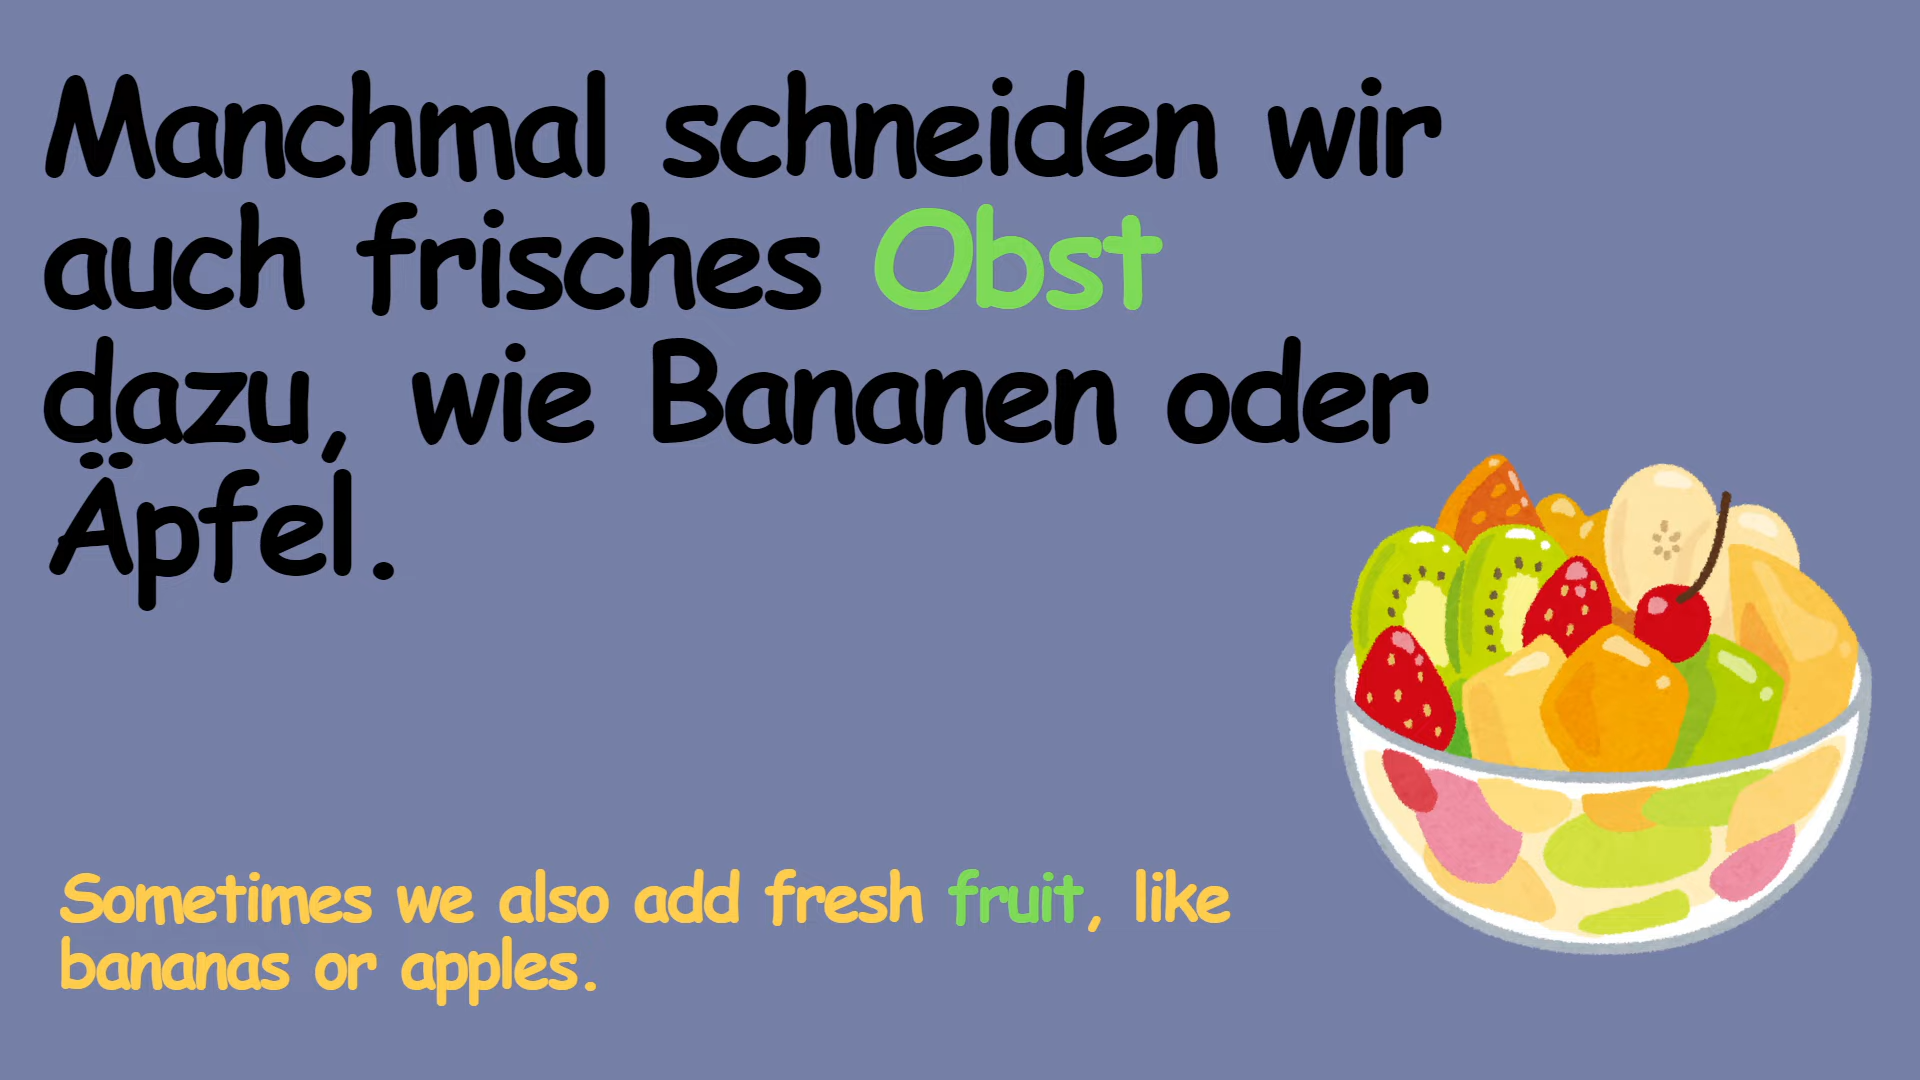 Manchmal schneiden wir
auch frisches Obst
dazu, wie Bananen oder
Äpfel.
Sometimes we also add fresh fruit, like
bananas or apples.